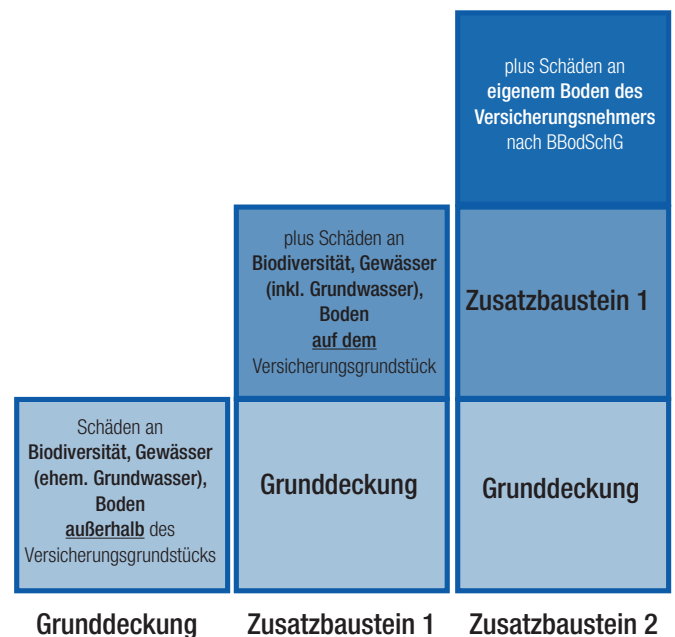 plus Schäden an
eigenem Boden des
Versicherungsnehmers
nach BBodSchG
plus Schäden an
Biodiversität, Gewässer
(inkl. Grundwasser),
Boden
auf dem
Versicherungsgrundstück
Zusatzbaustein 1
Schäden an
Biodiversität, Gewässer
(ehem. Grundwasser),
Boden
außerhalb des
Versicherungsgrundstücks
Grunddeckung
Grunddeckung
Grunddeckung
Zusatzbaustein 1
Zusatzbaustein 2